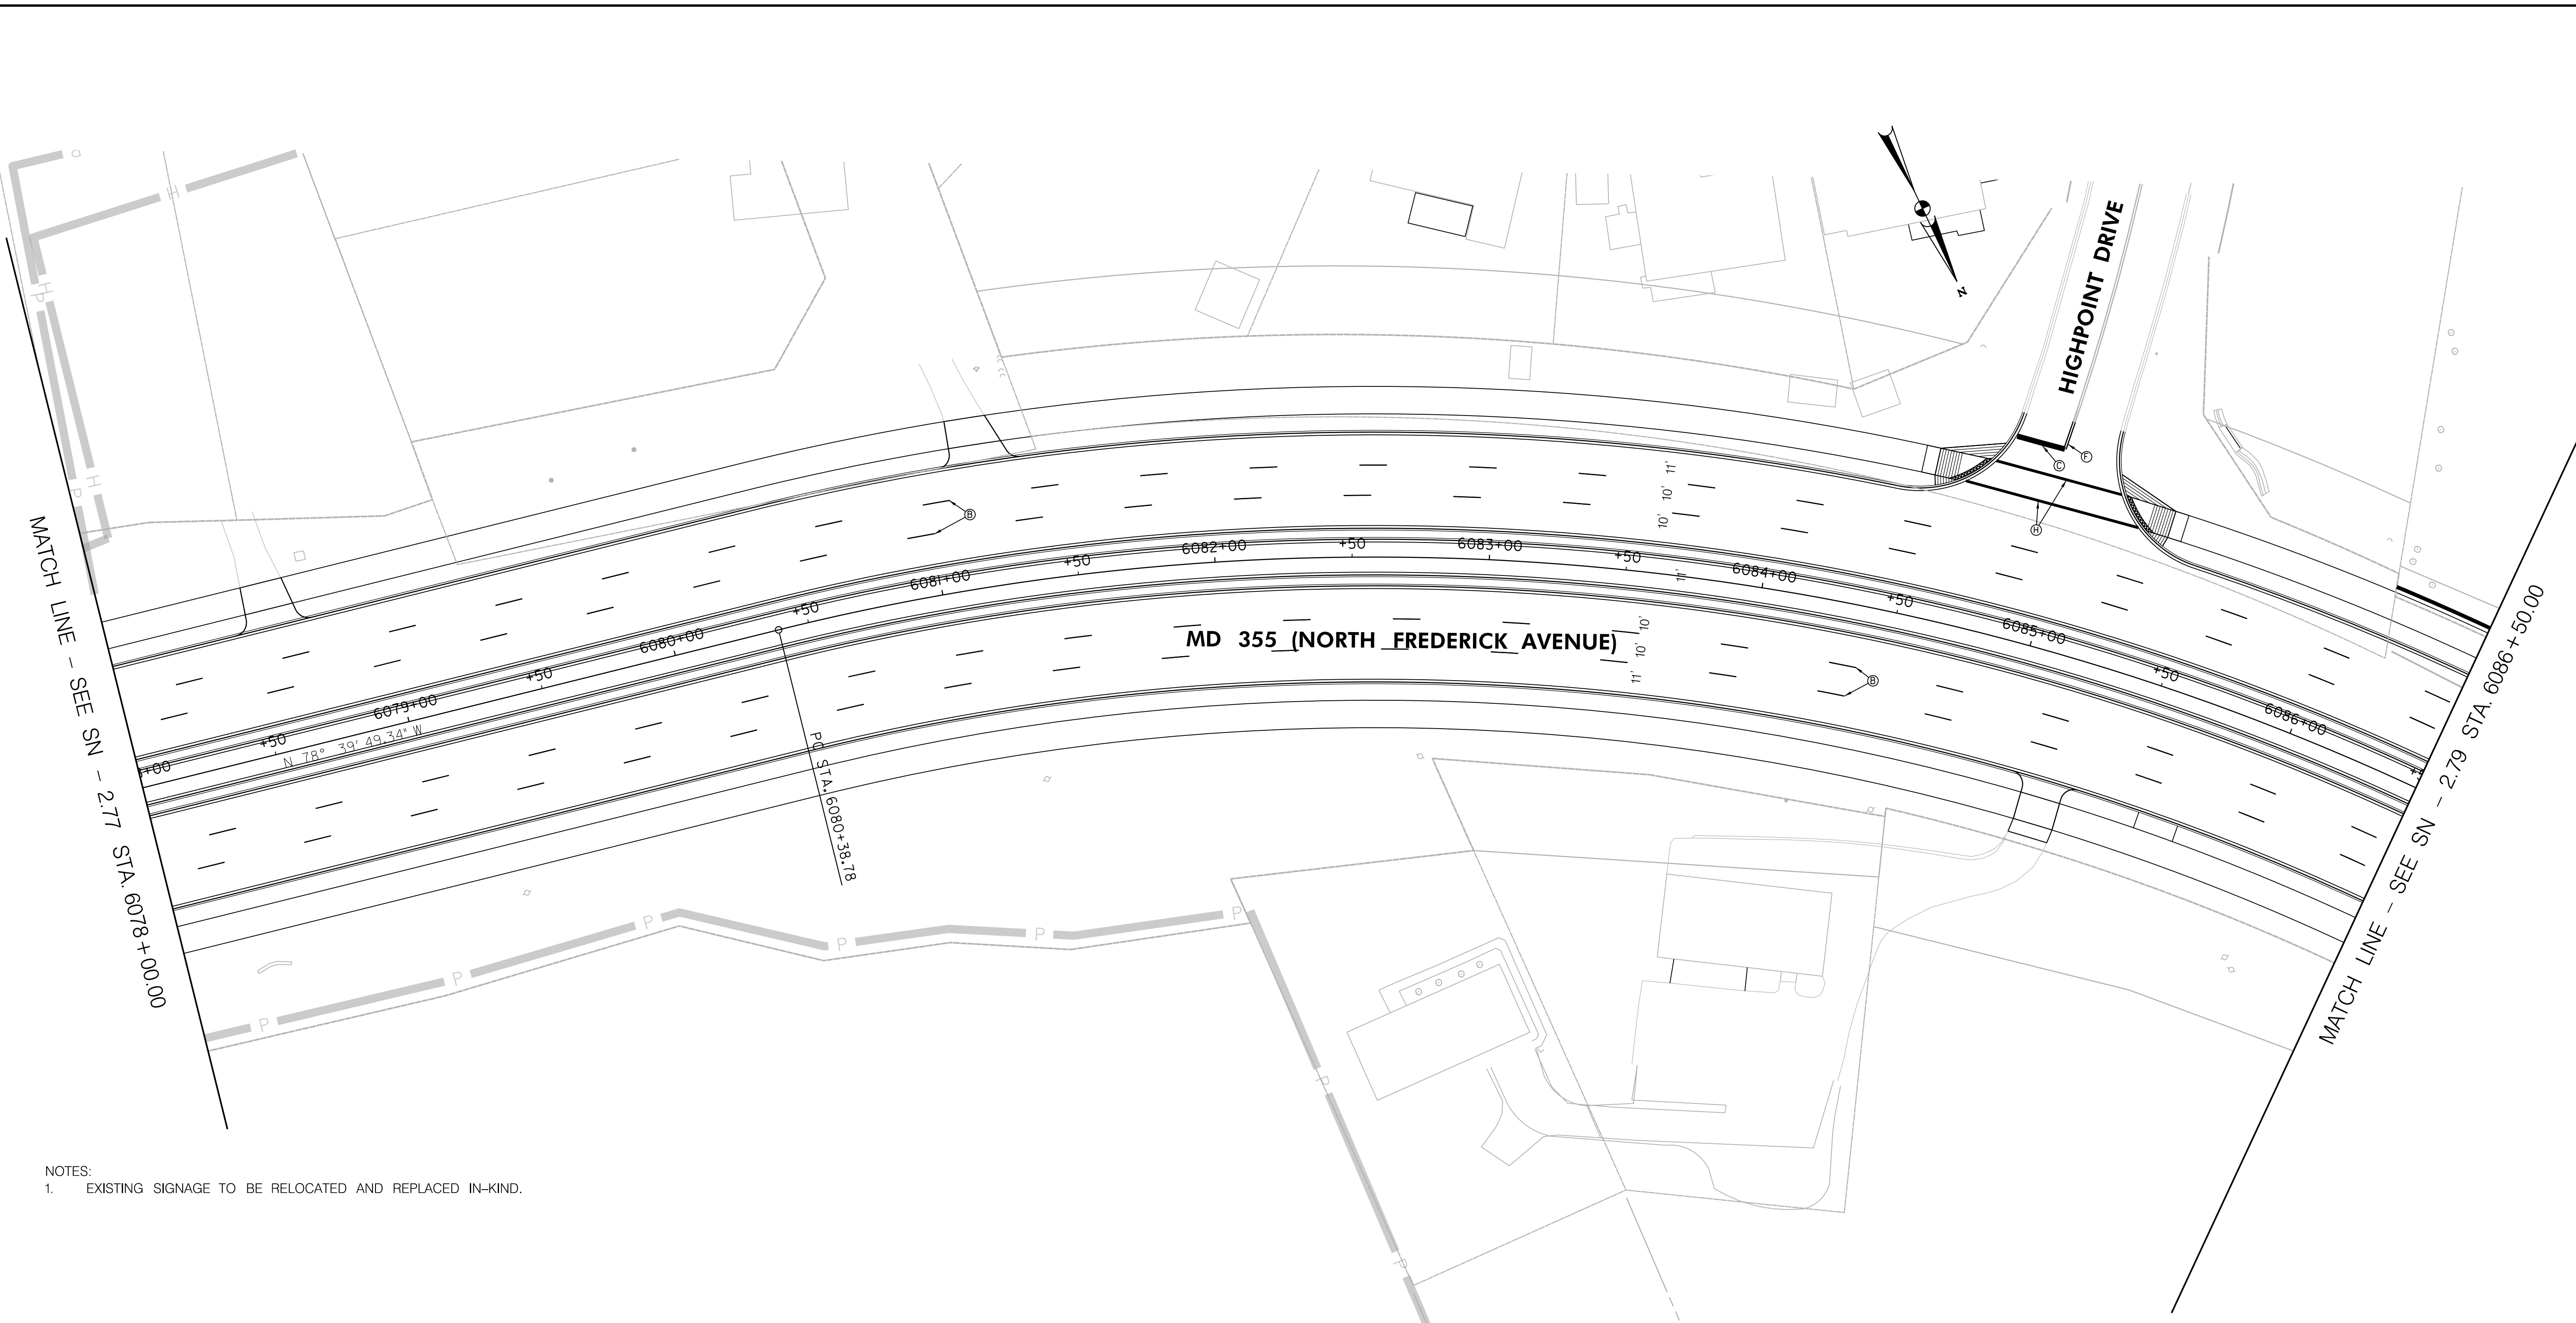 MATCH LINE - SEE SN - 2.77 STA. 6078+00.00
+00
+50
6079+00
+50
6080+00
+50
6081+00
+50
6082+00
+50
6083+00
+50
6084+00
+50
6085+00
+50
6086+00
N 78° 39' 49.34" W
PC STA. 6080+38.78
MD 355 (NORTH FREDERICK AVENUE)
HIGHPOINT DRIVE
N
11'
10'
10'
11'
10'
10'
11'
B
B
C
F
H
H
H
H
H
P
P
P
P
P
P
P
P
MATCH LINE - SEE SN - 2.79 STA. 6086+50.00
NOTES:
1. EXISTING SIGNAGE TO BE RELOCATED AND REPLACED IN-KIND.